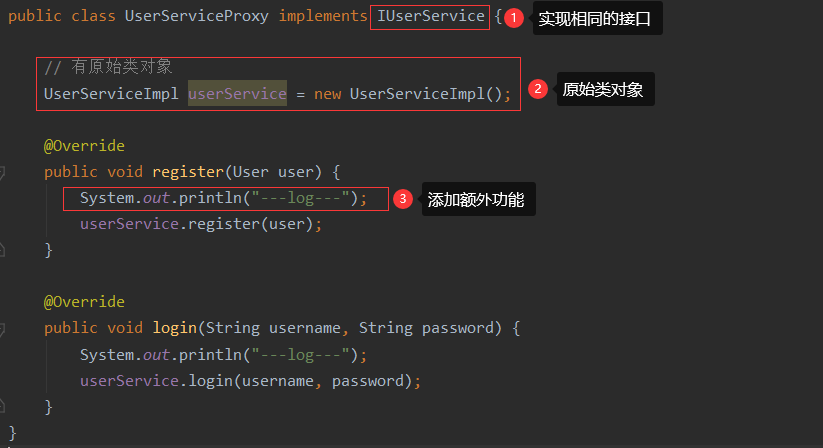 public class UserServiceProxy implements IUserService { 1 实现相同的接口
// 有原始类对象
UserServiceImpl userService = new UserServiceImpl(); 2 原始类对象
@Override
public void register(User user) {
System.out.println("---log---"); 3 添加额外功能
userService.register(user);
}
@Override
public void login(String username, String password) {
System.out.println("---log---");
userService.login(username, password);
}
}